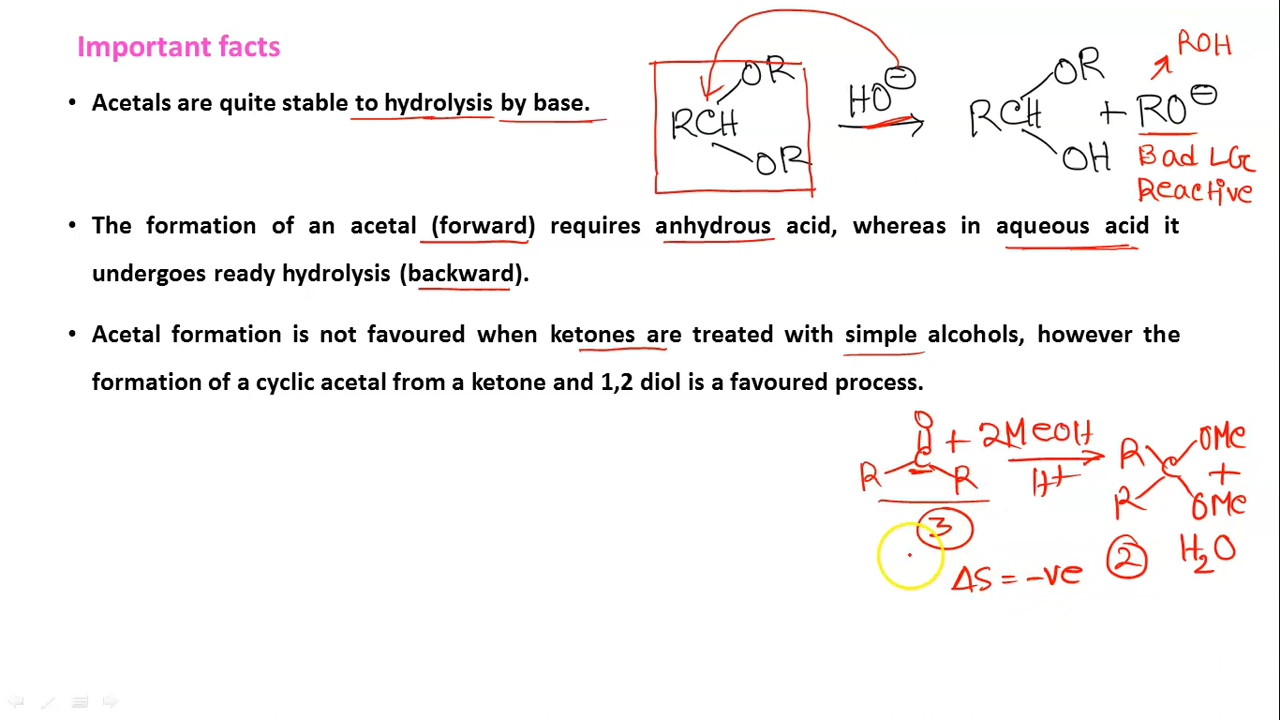 Important facts
• Acetals are quite stable to hydrolysis by base.
OR
RCH
OR
HO⊖
OR
RCH
OH
+ RO⊖
ROH
Bad LG
Reactive
• The formation of an acetal (forward) requires anhydrous acid, whereas in aqueous acid it
undergoes ready hydrolysis (backward).
• Acetal formation is not favoured when ketones are treated with simple alcohols, however the
formation of a cyclic acetal from a ketone and 1,2 diol is a favoured process.
O
C
R R
+ 2MeOH
H+
R OMe
C +
R OMe
H2O
3
2
ΔS = -ve